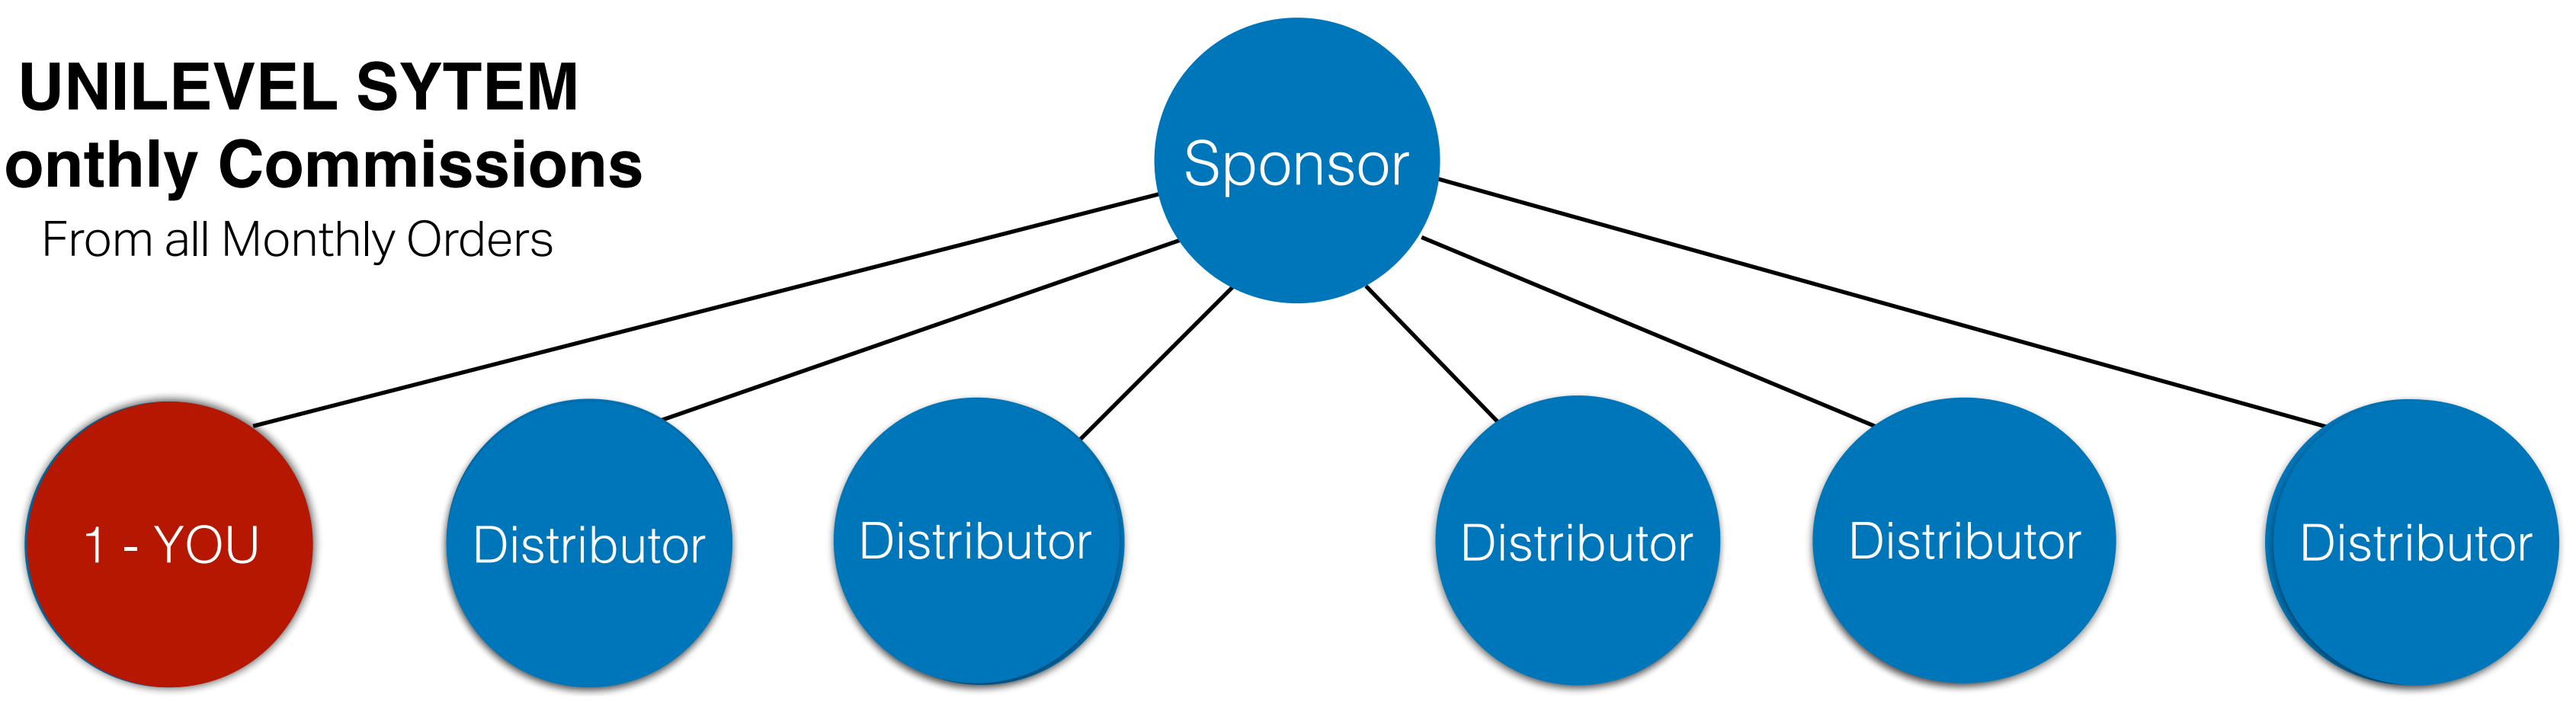 UNILEVEL SYTEM
onthly Commissions
From all Monthly Orders
Sponsor
1 - YOU
Distributor
Distributor
Distributor
Distributor
Distributor